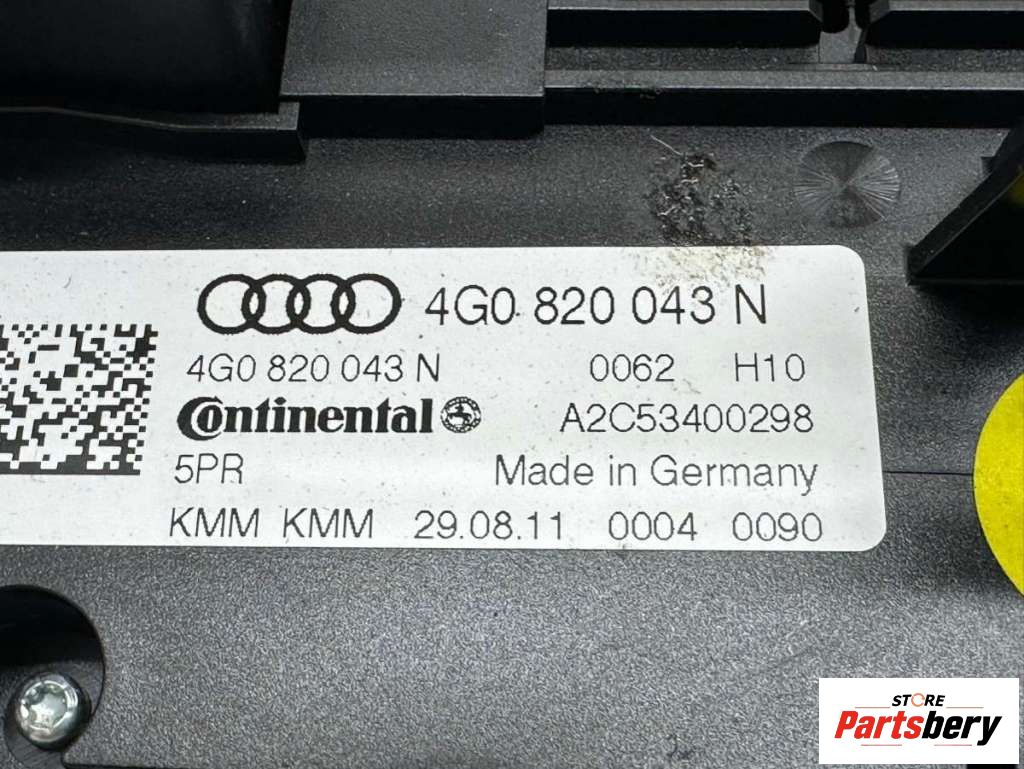 4G0 820 043 N
4G0 820 043 N 0062 H10
Continental A2C53400298
5PR Made in Germany
KMM KMM 29.08.11 0004 0090
STORE
Partsbery